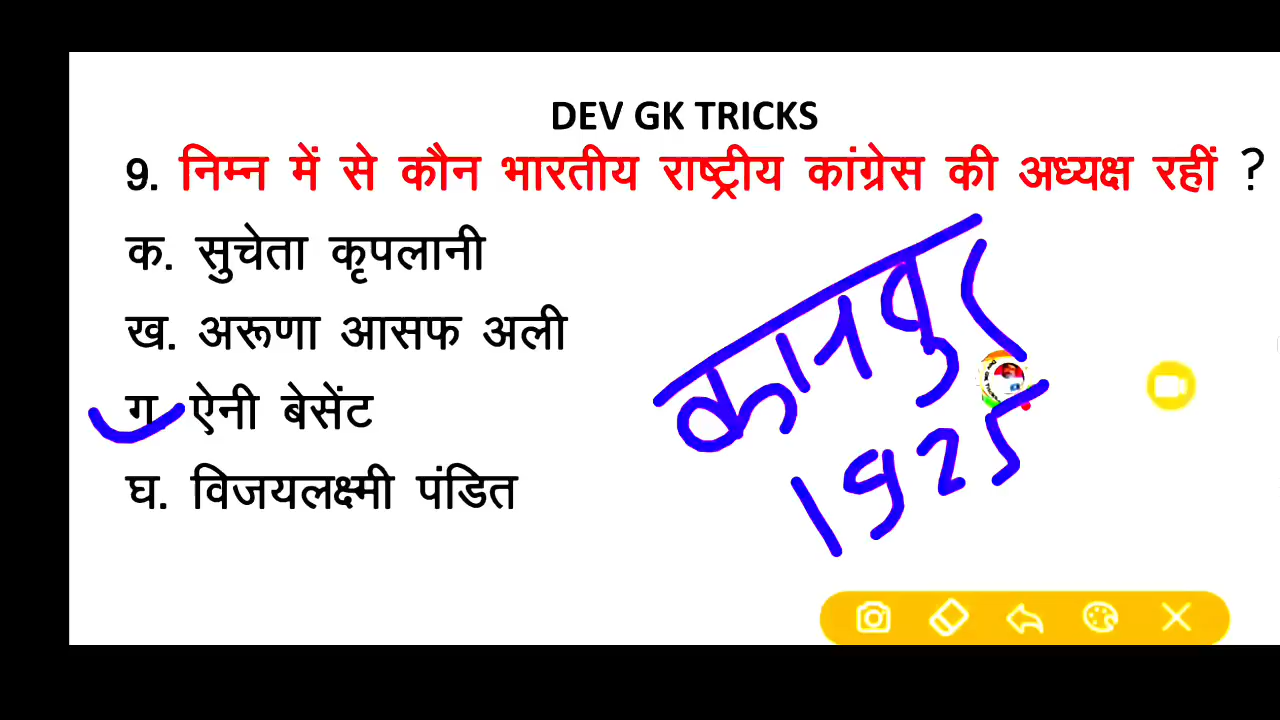 DEV GK TRICKS
9. निम्न में से कौन भारतीय राष्ट्रीय कांग्रेस की अध्यक्ष रहीं ?
क. सुचेता कृपलानी
ख. अरूणा आसफ अली
ग. ऐनी बेसेंट
घ. विजयलक्ष्मी पंडित
कानपुर
1925